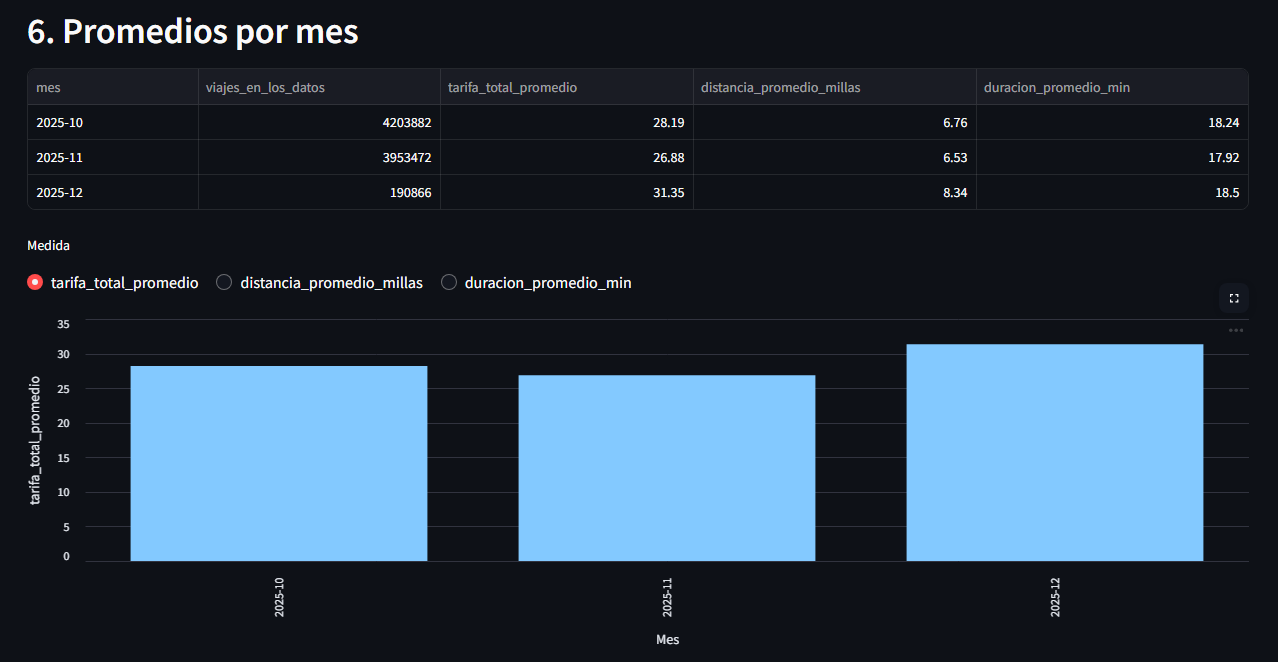 6. Promedios por mes
mes viajes_en_los_datos tarifa_total_promedio distancia_promedio_millas duracion_promedio_min
2025-10 4203882 28.19 6.76 18.24
2025-11 3953472 26.88 6.53 17.92
2025-12 190866 31.35 8.34 18.5
Medida
tarifa_total_promedio distancia_promedio_millas duracion_promedio_min
35
30
25
20
15
10
5
0
tarifa_total_promedio
2025-10 2025-11 2025-12
Mes